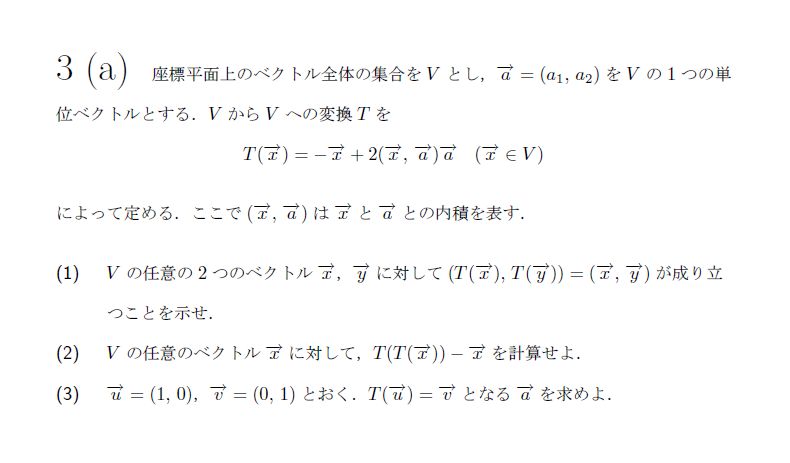 3 (a) 座標平面上のベクトル全体の集合を V とし，$\overrightarrow{a} = (a_1, a_2)$ を V の 1 つの単
位ベクトルとする．V から V への変換 T を
$T(\overrightarrow{x}) = -\overrightarrow{x} + 2(\overrightarrow{x}, \overrightarrow{a})\overrightarrow{a} \quad (\overrightarrow{x} \in V)$
によって定める．ここで $(\overrightarrow{x}, \overrightarrow{a})$ は $\overrightarrow{x}$ と $\overrightarrow{a}$ との内積を表す．
(1) V の任意の 2 つのベクトル $\overrightarrow{x}$，$\overrightarrow{y}$ に対して $(T(\overrightarrow{x}), T(\overrightarrow{y})) = (\overrightarrow{x}, \overrightarrow{y})$ が成り立
つことを示せ．
(2) V の任意のベクトル $\overrightarrow{x}$ に対して，$T(T(\overrightarrow{x})) - \overrightarrow{x}$ を計算せよ．
(3) $\overrightarrow{u} = (1, 0)$，$\overrightarrow{v} = (0, 1)$ とおく．$T(\overrightarrow{u}) = \overrightarrow{v}$ となる $\overrightarrow{a}$ を求めよ．